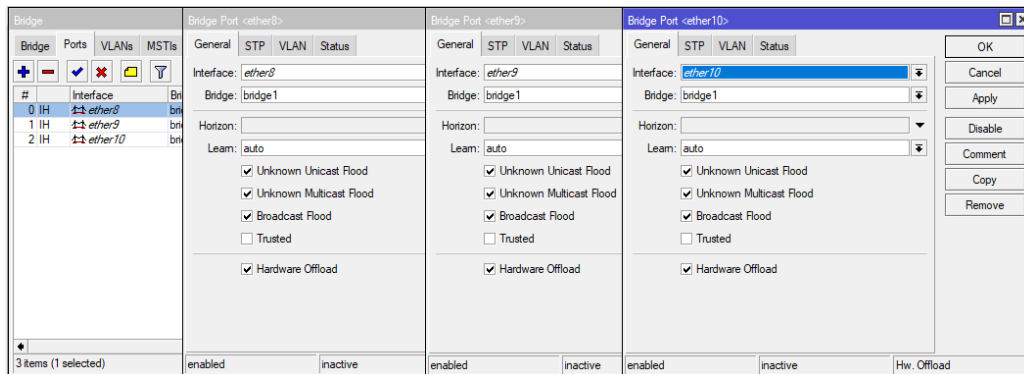 Bridge
Bridge Ports VLANs MSTIs
# Interface Bri
0 IH ether8 brid
1 IH ether9 brid
2 IH ether10 brid
3 items (1 selected)
Bridge Port <ether8>
General STP VLAN Status
Interface: ether8
Bridge: bridge1
Horizon:
Learn: auto
Unknown Unicast Flood
Unknown Multicast Flood
Broadcast Flood
Trusted
Hardware Offload
enabled inactive
Bridge Port <ether9>
General STP VLAN Status
Interface: ether9
Bridge: bridge1
Horizon:
Learn: auto
Unknown Unicast Flood
Unknown Multicast Flood
Broadcast Flood
Trusted
Hardware Offload
enabled inactive
Bridge Port <ether10>
General STP VLAN Status
Interface: ether10
Bridge: bridge1
Horizon:
Learn: auto
Unknown Unicast Flood
Unknown Multicast Flood
Broadcast Flood
Trusted
Hardware Offload
OK
Cancel
Apply
Disable
Comment
Copy
Remove
enabled inactive Hw. Offload